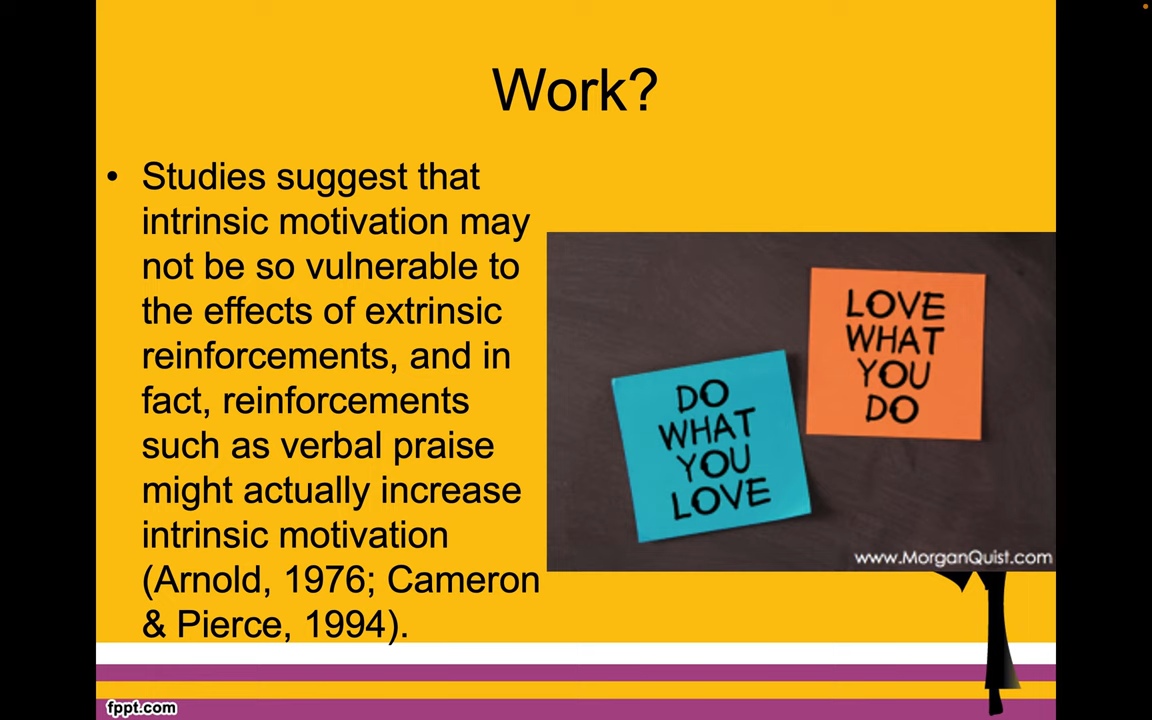 Work?
• Studies suggest that
intrinsic motivation may
not be so vulnerable to
the effects of extrinsic
reinforcements, and in
fact, reinforcements
such as verbal praise
might actually increase
intrinsic motivation
(Arnold, 1976; Cameron
& Pierce, 1994).
DO
WHAT
YOU
LOVE
LOVE
WHAT
YOU
DO
www.MorganQuist.com
fppt.com